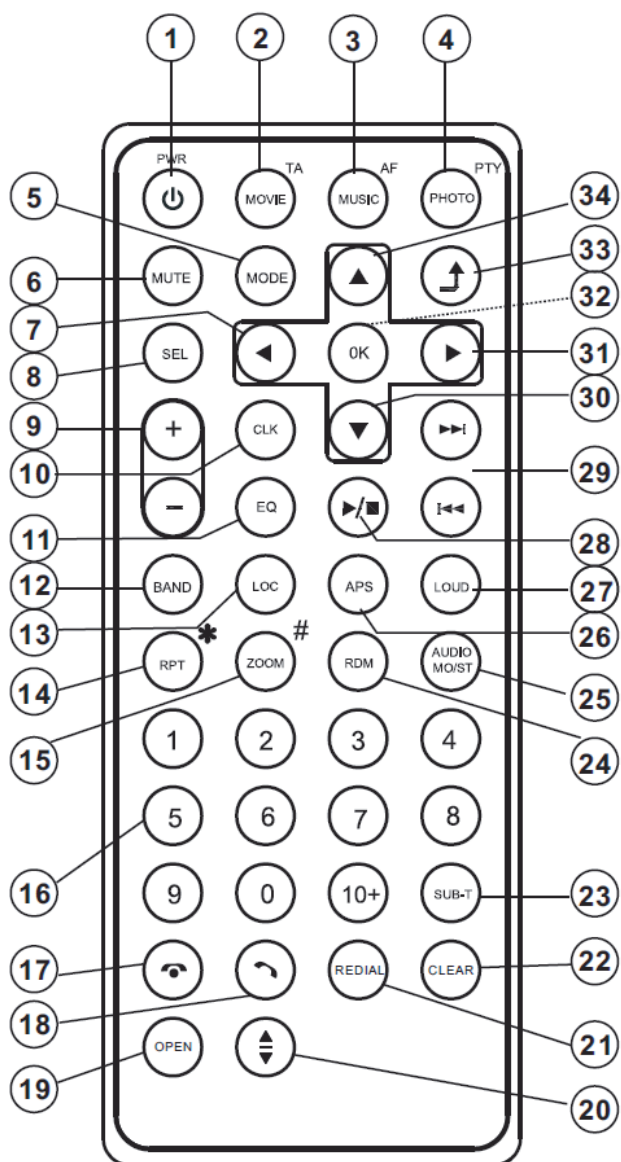 1 2 3 4
PWR TA AF PTY
MOVIE MUSIC PHOTO
5 34
MUTE MODE 33
6 32
7 SEL OK 31
8 30
9 + CLK
10 29
− EQ
11 28
12 BAND LOC APS LOUD 27
13 * # 26
14 RPT ZOOM RDM AUDIO MO/ST 25
15 1 2 3 4 24
16 5 6 7 8
9 0 10+ SUB-T 23
17 REDIAL CLEAR 22
18 21
19 OPEN 20